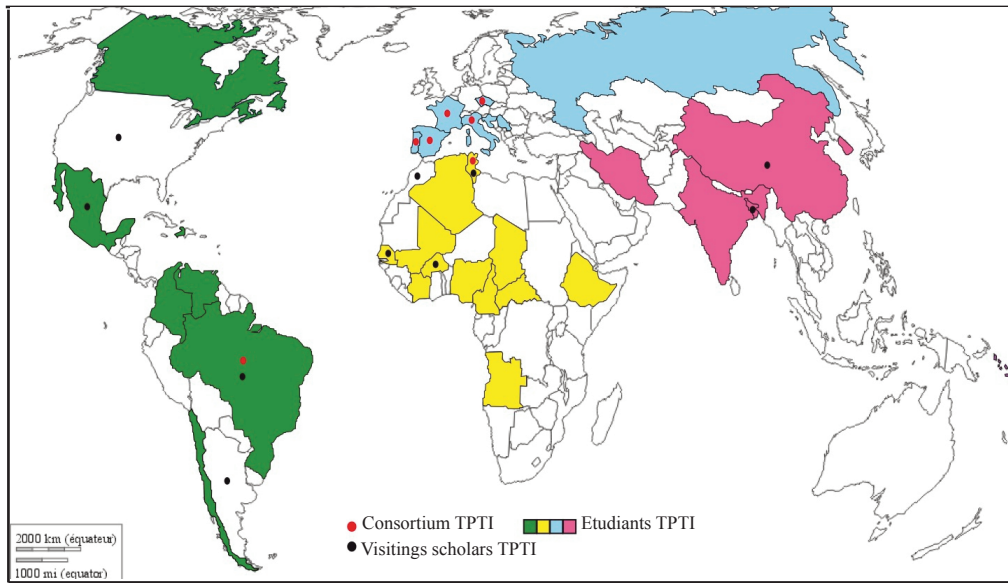 Consortium TPTI
Etudiants TPTI
Visitings scholars TPTI
2000 km (équateur)
1000 mi (equator)